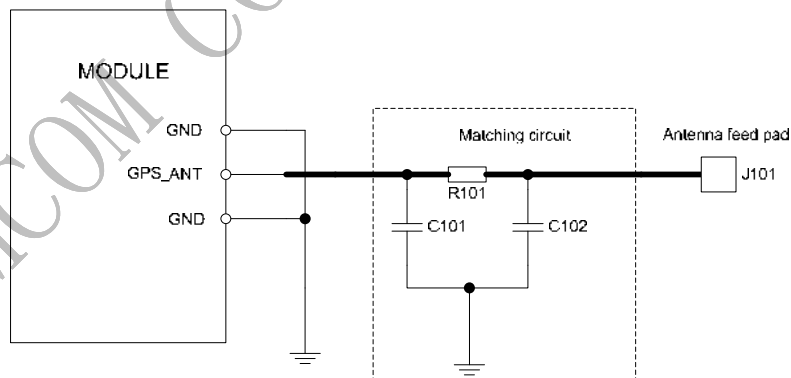 MODULE
GND
GPS_ANT
GND
Matching circuit
R101
C101
C102
Antenna feed pad
J101